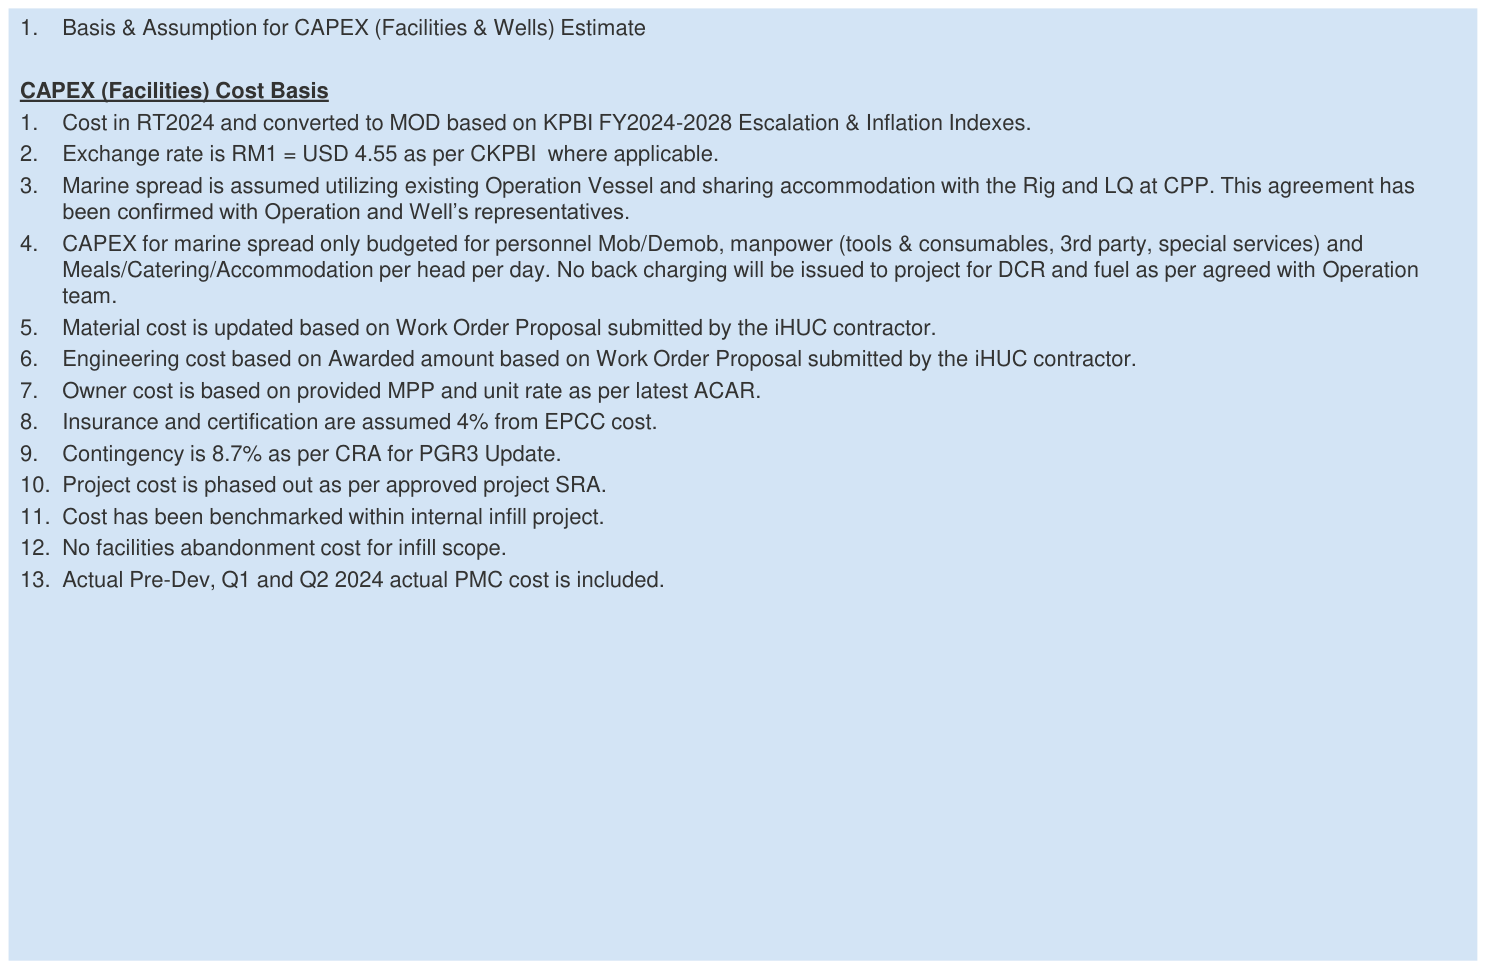 1. Basis & Assumption for CAPEX (Facilities & Wells) Estimate
CAPEX (Facilities) Cost Basis
1. Cost in RT2024 and converted to MOD based on KPBI FY2024-2028 Escalation & Inflation Indexes.
2. Exchange rate is RM1 = USD 4.55 as per CKPBI  where applicable.
3. Marine spread is assumed utilizing existing Operation Vessel and sharing accommodation with the Rig and LQ at CPP. This agreement has
been confirmed with Operation and Well’s representatives.
4. CAPEX for marine spread only budgeted for personnel Mob/Demob, manpower (tools & consumables, 3rd party, special services) and
Meals/Catering/Accommodation per head per day. No back charging will be issued to project for DCR and fuel as per agreed with Operation
team.
5. Material cost is updated based on Work Order Proposal submitted by the iHUC contractor.
6. Engineering cost based on Awarded amount based on Work Order Proposal submitted by the iHUC contractor.
7. Owner cost is based on provided MPP and unit rate as per latest ACAR.
8. Insurance and certification are assumed 4% from EPCC cost.
9. Contingency is 8.7% as per CRA for PGR3 Update.
10. Project cost is phased out as per approved project SRA.
11. Cost has been benchmarked within internal infill project.
12. No facilities abandonment cost for infill scope.
13. Actual Pre-Dev, Q1 and Q2 2024 actual PMC cost is included.